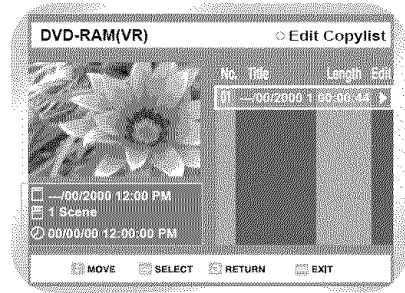 DVD-RAM(VR) Edit Copylist
No. Title Length Edit
01 ---/00/2000 1 00:00:44
---/00/2000 12:00 PM
1 Scene
00/00/00 12:00:00 PM
MOVE SELECT RETURN EXIT